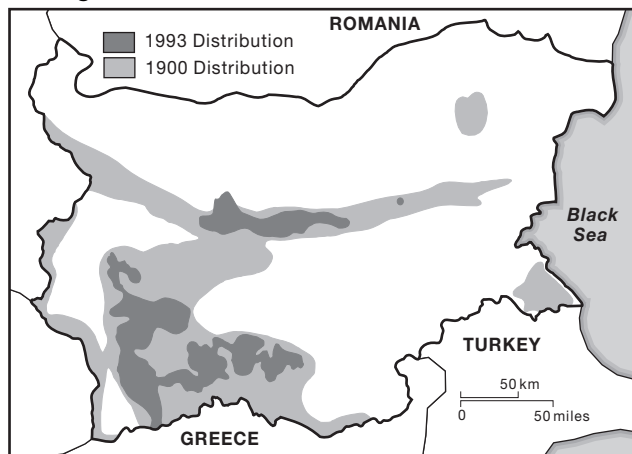 ROMANIA
1993 Distribution
1900 Distribution
Black
Sea
TURKEY
50 km
0 50 miles
GREECE